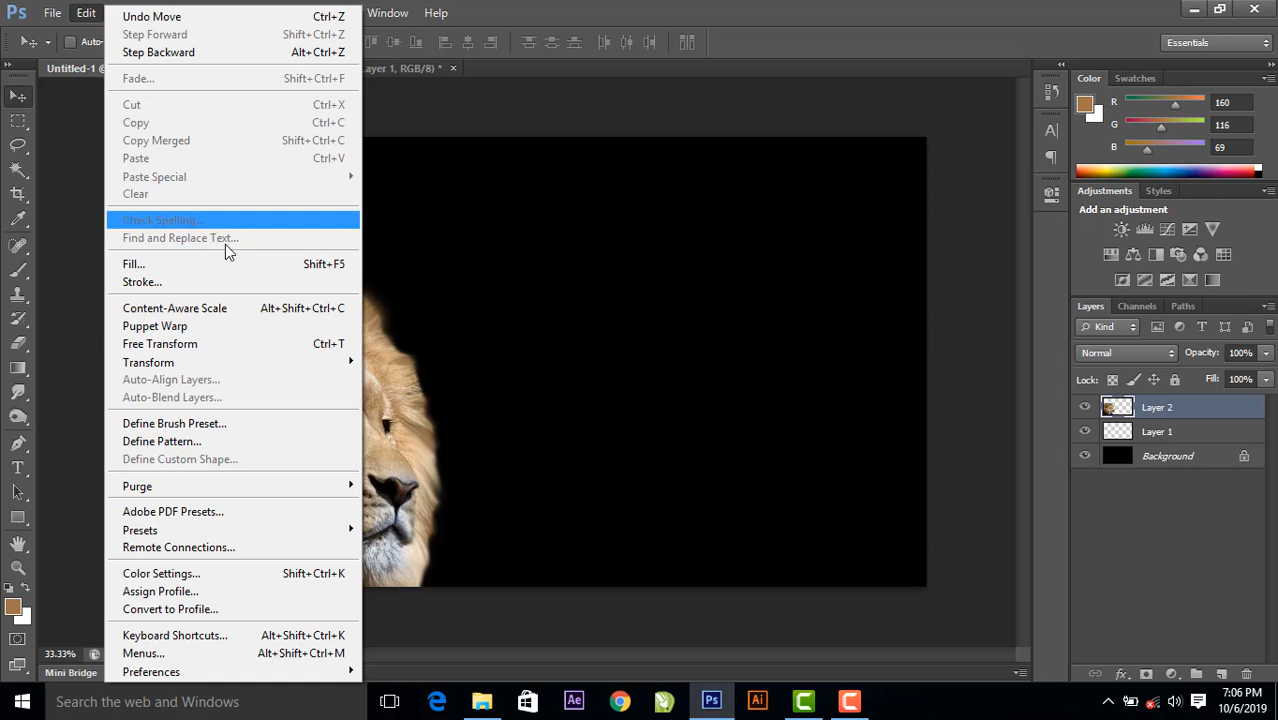 Ps File Edit Window Help
Auto- Essentials
Untitled-1 @ ayer 1, RGB/8) *
Undo Move Ctrl+Z
Step Forward Shift+Ctrl+Z
Step Backward Alt+Ctrl+Z
Fade... Shift+Ctrl+F
Cut Ctrl+X
Copy Ctrl+C
Copy Merged Shift+Ctrl+C
Paste Ctrl+V
Paste Special
Clear
Check Spelling...
Find and Replace Text...
Fill... Shift+F5
Stroke...
Content-Aware Scale Alt+Shift+Ctrl+C
Puppet Warp
Free Transform Ctrl+T
Transform
Auto-Align Layers...
Auto-Blend Layers...
Define Brush Preset...
Define Pattern...
Define Custom Shape...
Purge
Adobe PDF Presets...
Presets
Remote Connections...
Color Settings... Shift+Ctrl+K
Assign Profile...
Convert to Profile...
Keyboard Shortcuts... Alt+Shift+Ctrl+K
Menus... Alt+Shift+Ctrl+M
Preferences
Color Swatches
R 160
G 116
B 69
Adjustments Styles
Add an adjustment
Layers Channels Paths
Kind
Normal Opacity: 100%
Lock: Fill: 100%
Layer 2
Layer 1
Background
33.33%
Mini Bridge
Search the web and Windows
Ae Ps Ai
7:06 PM
10/6/2019